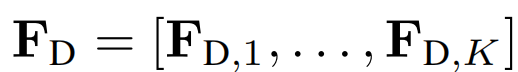 𝐅_D = [𝐅_{D,1}, . . . , 𝐅_{D,K}]